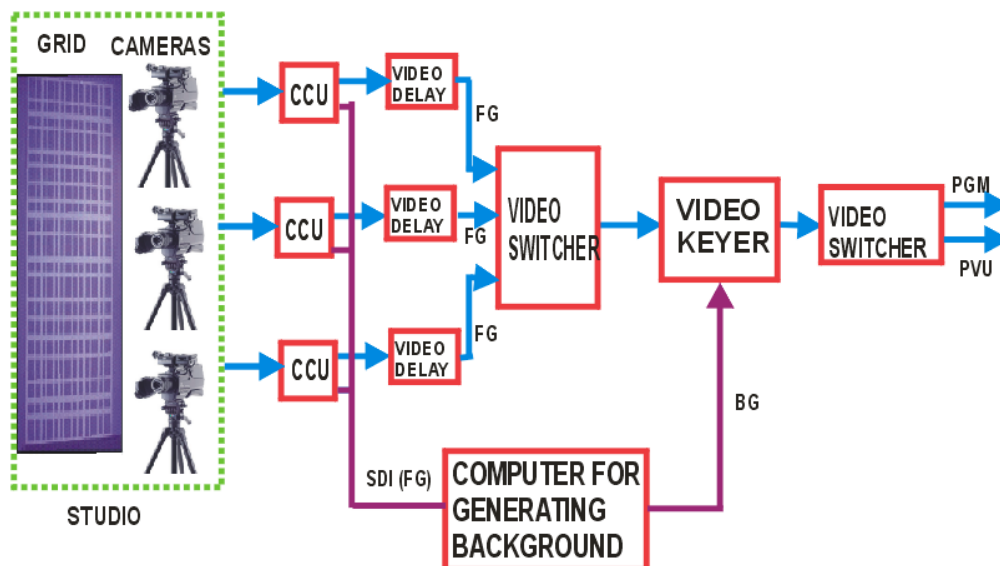 GRID
CAMERAS
CCU
VIDEO
DELAY
FG
CCU
VIDEO
DELAY
FG
VIDEO
SWITCHER
VIDEO
KEYER
VIDEO
SWITCHER
PGM
PVU
CCU
VIDEO
DELAY
FG
BG
SDI (FG)
COMPUTER FOR
GENERATING
BACKGROUND
STUDIO